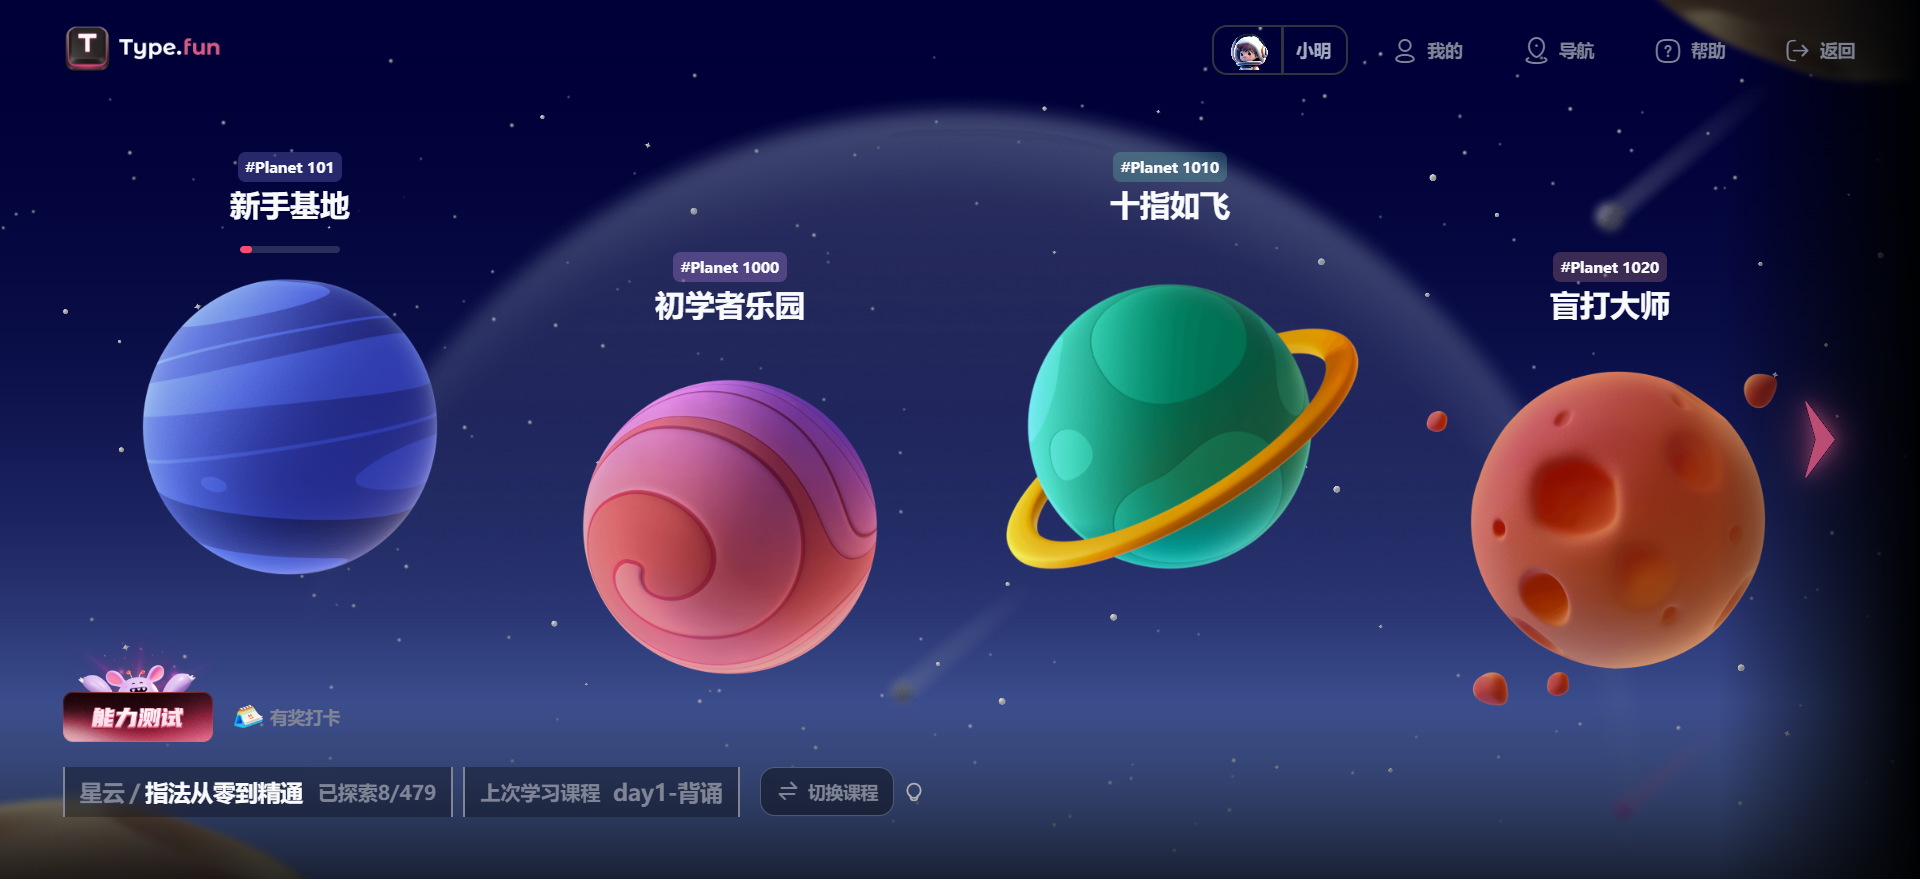 T Type.fun
小明
我的
导航
帮助
返回
#Planet 101
新手基地
#Planet 1000
初学者乐园
#Planet 1010
十指如飞
#Planet 1020
盲打大师
能力测试
有奖打卡
星云 / 指法从零到精通 已探索8/479
上次学习课程 day1-背诵
切换课程